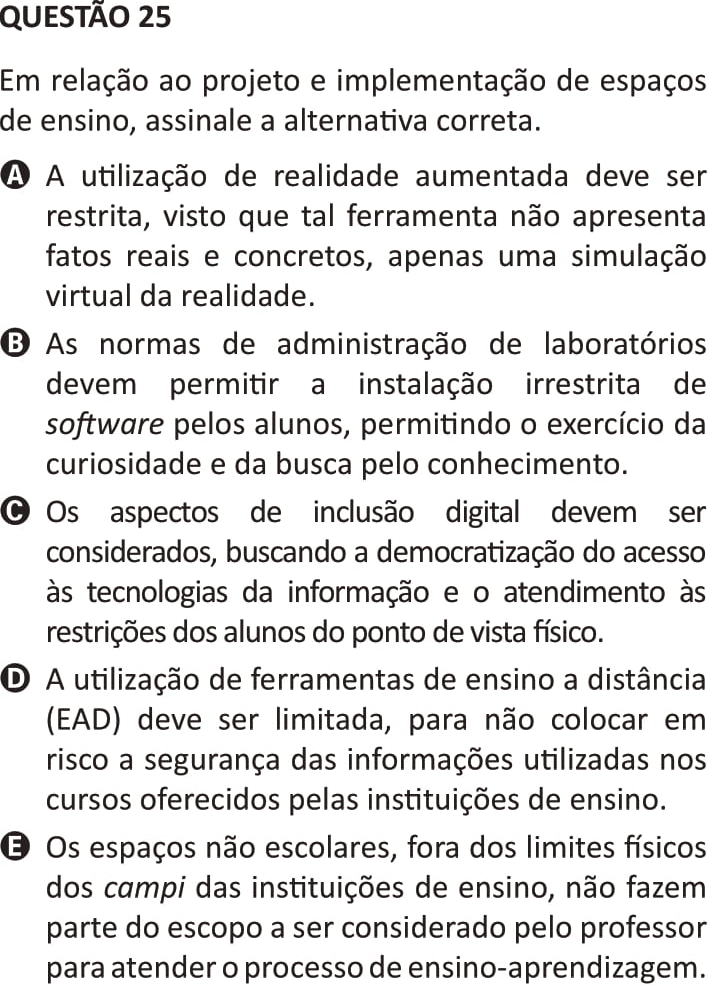 QUESTÃO 25
Em relação ao projeto e implementação de espaços
de ensino, assinale a alternativa correta.
A A utilização de realidade aumentada deve ser
restrita, visto que tal ferramenta não apresenta
fatos reais e concretos, apenas uma simulação
virtual da realidade.
B As normas de administração de laboratórios
devem permitir a instalação irrestrita de
software pelos alunos, permitindo o exercício da
curiosidade e da busca pelo conhecimento.
C Os aspectos de inclusão digital devem ser
considerados, buscando a democratização do acesso
às tecnologias da informação e o atendimento às
restrições dos alunos do ponto de vista físico.
D A utilização de ferramentas de ensino a distância
(EAD) deve ser limitada, para não colocar em
risco a segurança das informações utilizadas nos
cursos oferecidos pelas instituições de ensino.
E Os espaços não escolares, fora dos limites físicos
dos campi das instituições de ensino, não fazem
parte do escopo a ser considerado pelo professor
para atender o processo de ensino-aprendizagem.